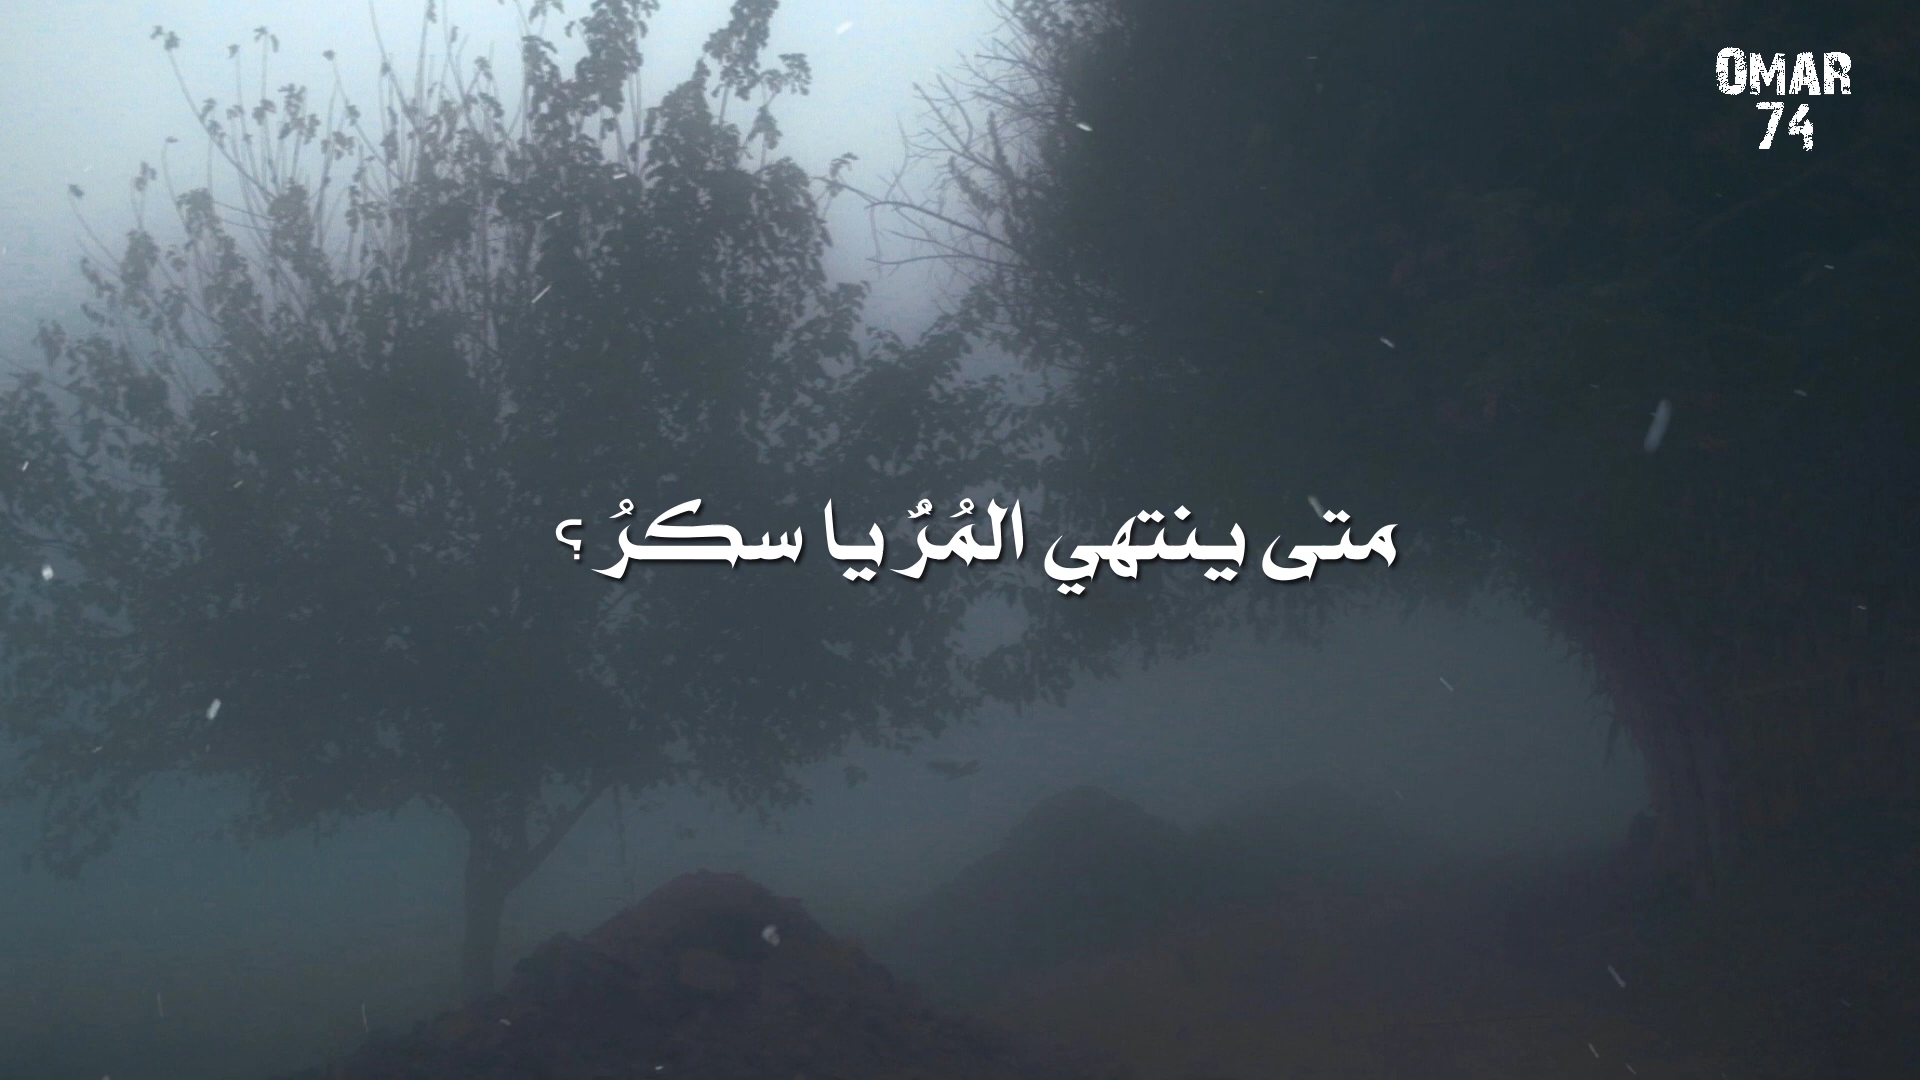 Omar
74
متى ينتهي المُرٌ يا سكرُ ؟